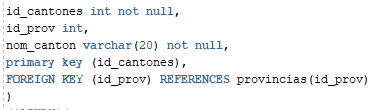 id_cantones int not null,
id_prov int,
nom_canton varchar(20) not null,
primary key (id_cantones),
FOREIGN KEY (id_prov) REFERENCES provincias(id_prov)
)